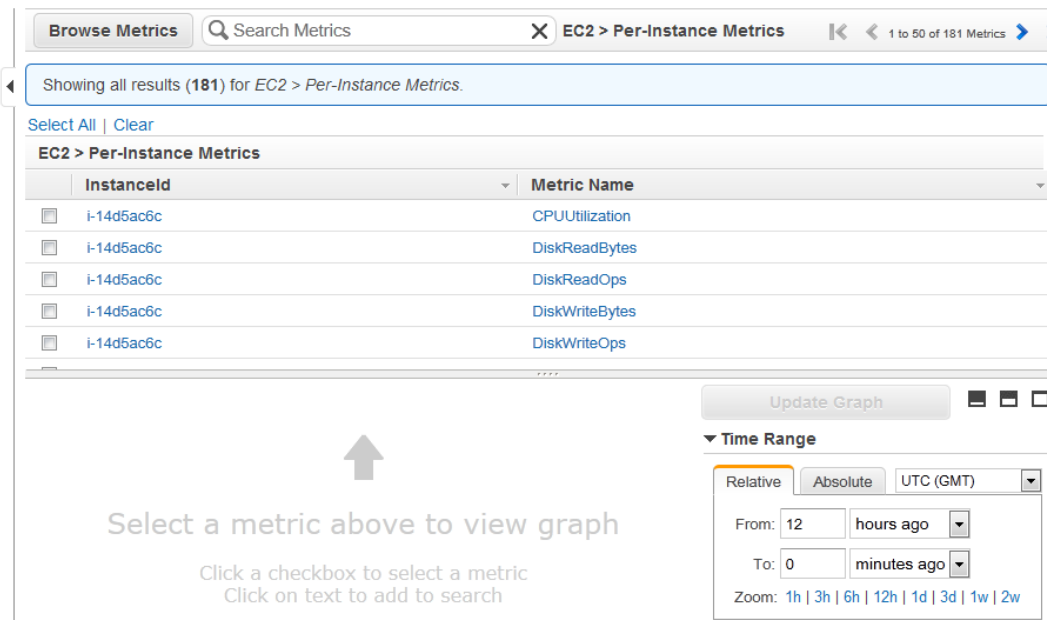 Browse Metrics Search Metrics X EC2 > Per-Instance Metrics 1 to 50 of 181 Metrics
Showing all results (181) for EC2 > Per-Instance Metrics.
Select All | Clear
EC2 > Per-Instance Metrics
InstanceId Metric Name
i-14d5ac6c CPUUtilization
i-14d5ac6c DiskReadBytes
i-14d5ac6c DiskReadOps
i-14d5ac6c DiskWriteBytes
i-14d5ac6c DiskWriteOps
Update Graph
Time Range
Relative Absolute UTC (GMT)
From: 12 hours ago
To: 0 minutes ago
Zoom: 1h | 3h | 6h | 12h | 1d | 3d | 1w | 2w
Select a metric above to view graph
Click a checkbox to select a metric
Click on text to add to search